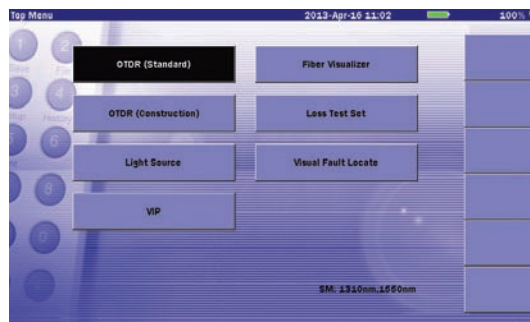 Top Menu 2013-Apr-16 11:02 100%
OTDR (Standard) Fiber Visualizer
OTDR (Construction) Loss Test Set
Light Source Visual Fault Locate
VIP
SM: 1310nm,1550nm